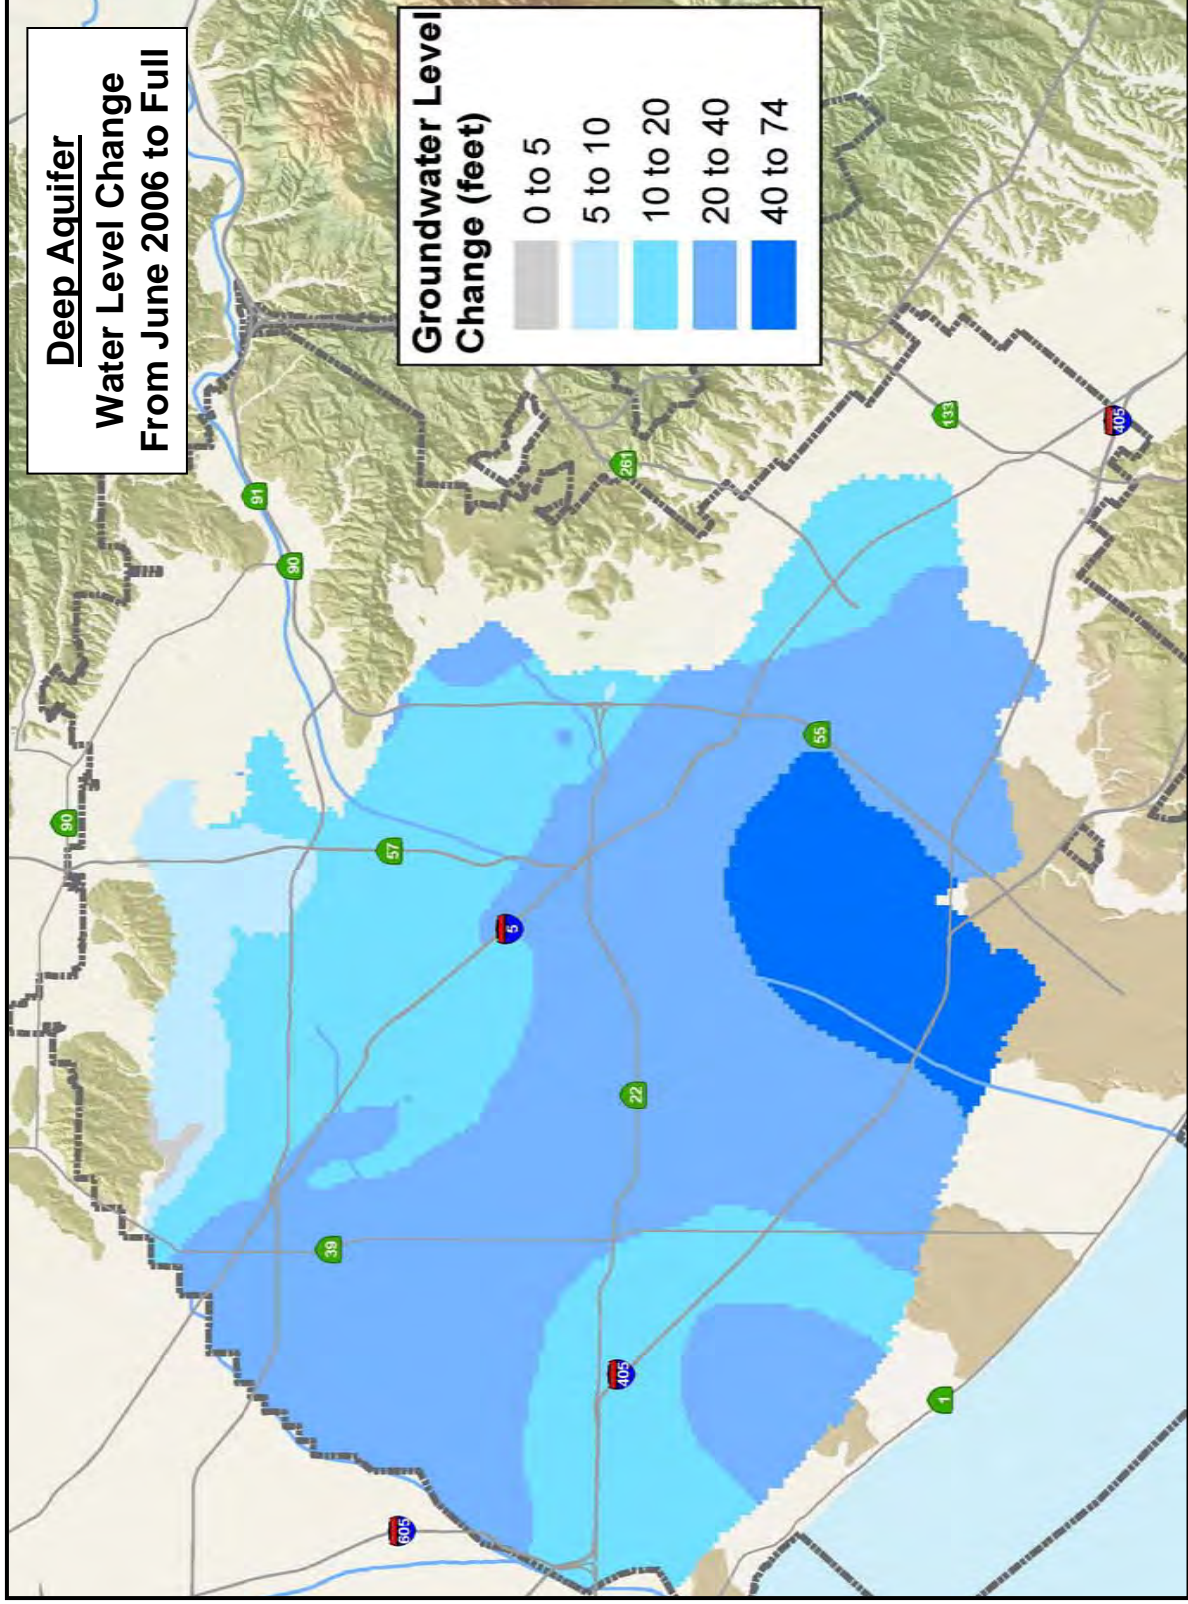 Deep Aquifer
Water Level Change
From June 2006 to Full
Groundwater Level
Change (feet)
0 to 5
5 to 10
10 to 20
20 to 40
40 to 74
90
91
90
57
5
261
133
405
55
22
39
405
605
1